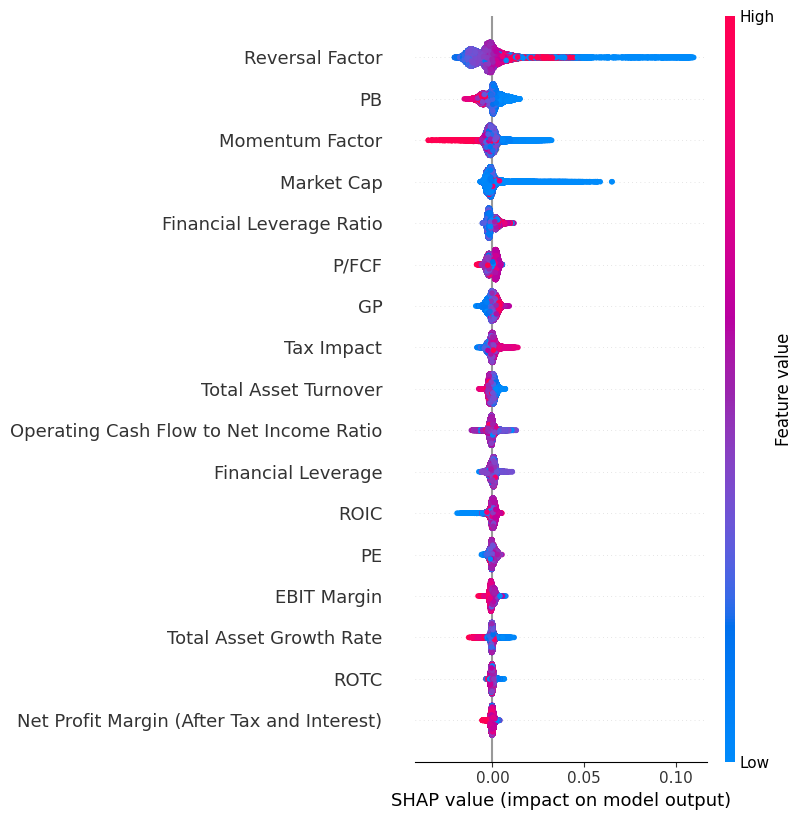 High
Reversal Factor
PB
Momentum Factor
Market Cap
Financial Leverage Ratio
P/FCF
GP
Tax Impact
Total Asset Turnover
Operating Cash Flow to Net Income Ratio
Financial Leverage
ROIC
PE
EBIT Margin
Total Asset Growth Rate
ROTC
Net Profit Margin (After Tax and Interest)
Feature value
Low
0.00 0.05 0.10
SHAP value (impact on model output)